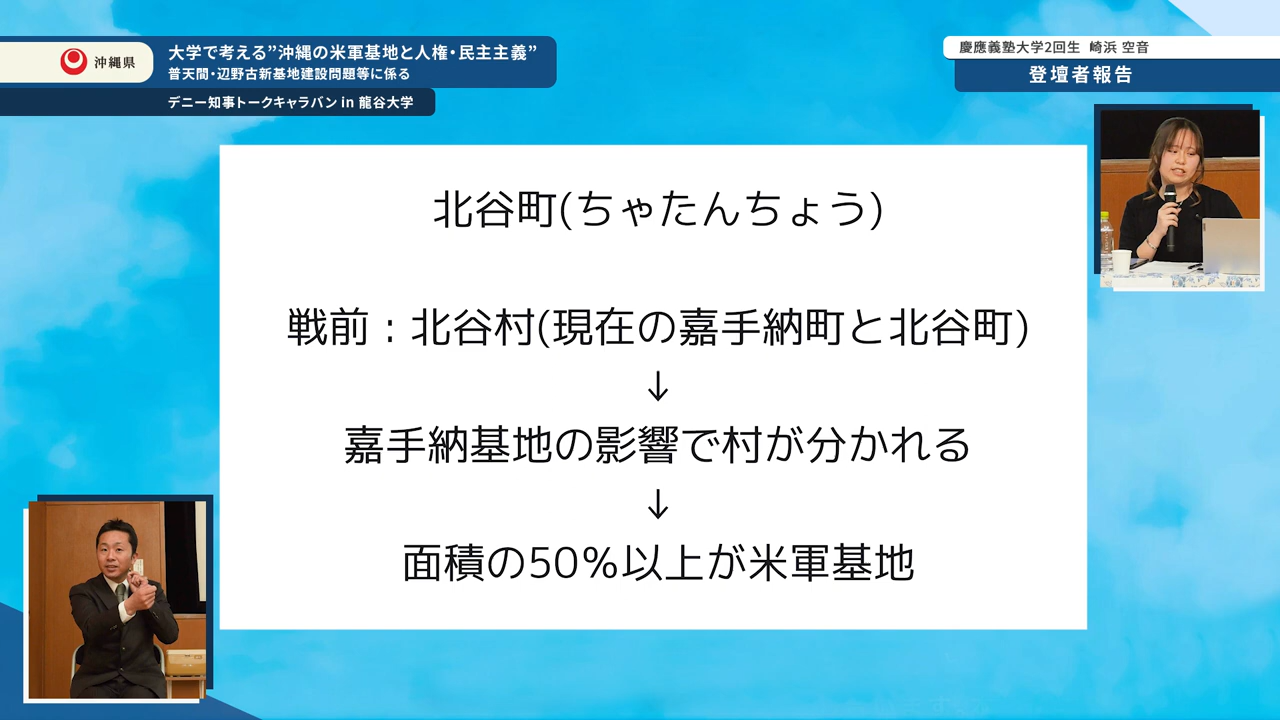 沖縄県
大学で考える”沖縄の米軍基地と人権・民主主義”
普天間・辺野古新基地建設問題等に係る
デニー知事トークキャラバン in 龍谷大学
慶應義塾大学2回生 崎浜 空音
登壇者報告
北谷町(ちゃたんちょう)
戦前：北谷村(現在の嘉手納町と北谷町)
↓
嘉手納基地の影響で村が分かれる
↓
面積の50%以上が米軍基地